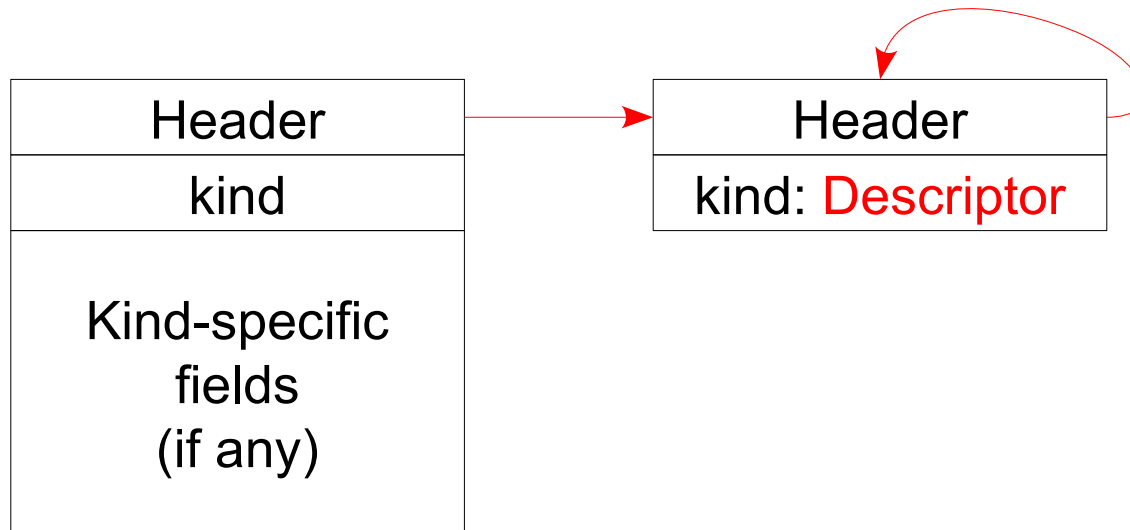 Header
kind
Kind-specific
fields
(if any)
Header
kind: Descriptor